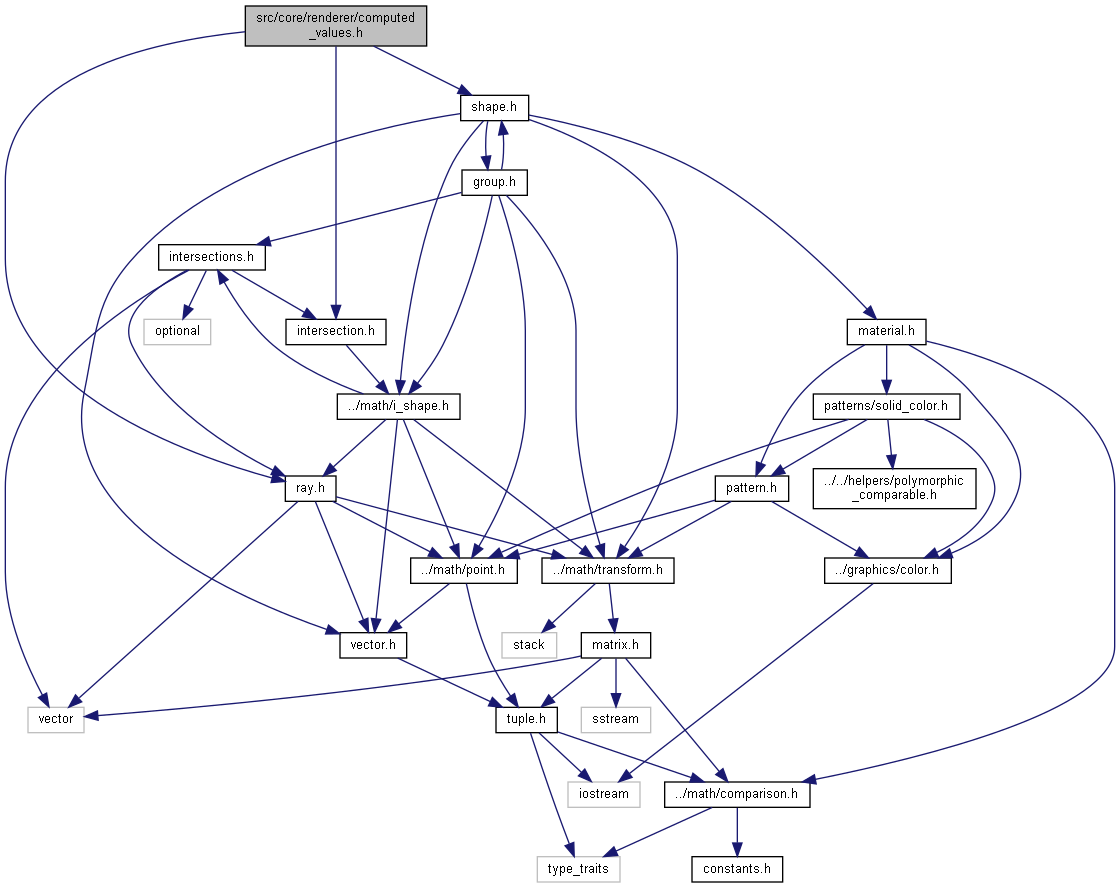 src/core/renderer/computed
_values.h
shape.h
group.h
intersections.h
optional
intersection.h
material.h
../math/i_shape.h
patterns/solid_color.h
ray.h
pattern.h
../../helpers/polymorphic
_comparable.h
../math/point.h
../math/transform.h
../graphics/color.h
vector.h
stack
matrix.h
vector
tuple.h
sstream
iostream
../math/comparison.h
type_traits
constants.h